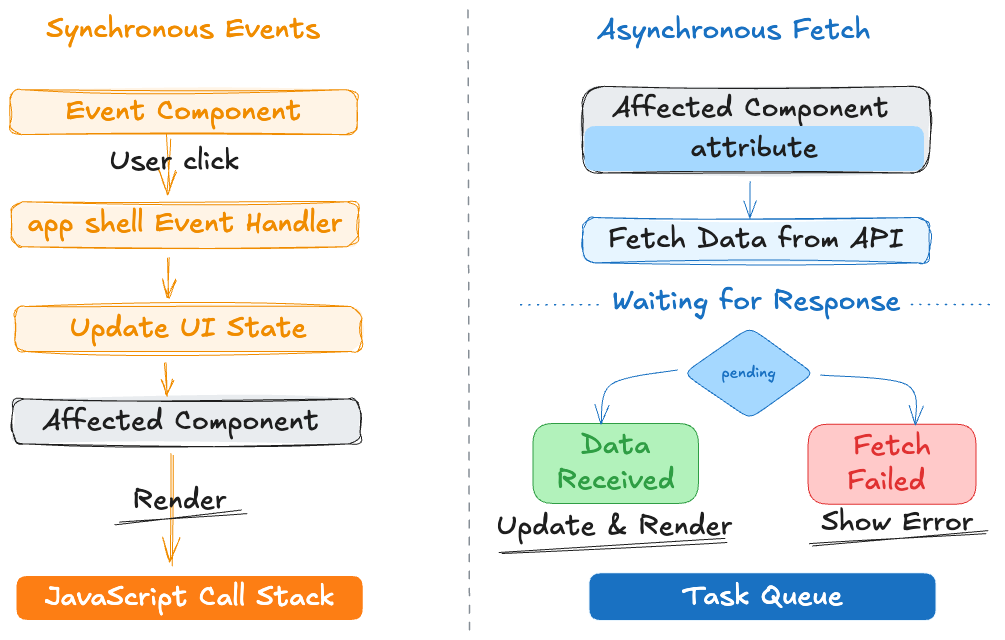 Synchronous Events
Event Component
User click
app shell Event Handler
Update UI State
Affected Component
Render
JavaScript Call Stack
Asynchronous Fetch
Affected Component
attribute
Fetch Data from API
Waiting for Response
pending
Data
Received
Update & Render
Fetch
Failed
Show Error
Task Queue